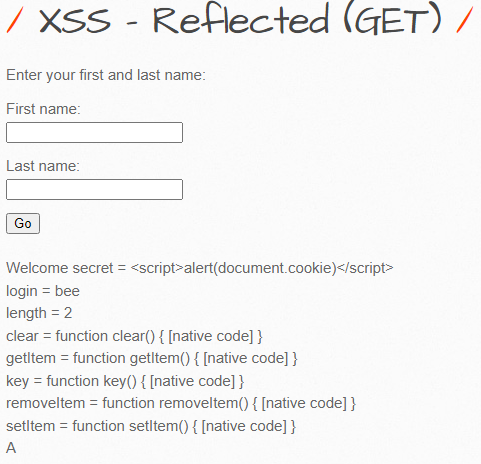 / XSS - Reflected (GET) /
Enter your first and last name:
First name:
Last name:
Go
Welcome secret = <script>alert(document.cookie)</script>
login = bee
length = 2
clear = function clear() { [native code] }
getItem = function getItem() { [native code] }
key = function key() { [native code] }
removeItem = function removeItem() { [native code] }
setItem = function setItem() { [native code] }
A